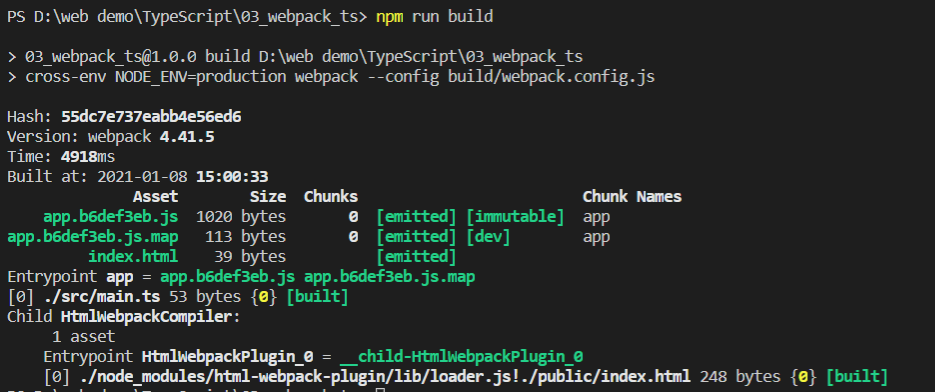 PS D:\web demo\TypeScript\03_webpack_ts> npm run build
> 03_webpack_ts@1.0.0 build D:\web demo\TypeScript\03_webpack_ts
> cross-env NODE_ENV=production webpack --config build/webpack.config.js
Hash: 55dc7e737eabb4e56ed6
Version: webpack 4.41.5
Time: 4918ms
Built at: 2021-01-08 15:00:33
Asset Size Chunks Chunk Names
app.b6def3eb.js 1020 bytes 0 [emitted] [immutable] app
app.b6def3eb.js.map 113 bytes 0 [emitted] [dev] app
index.html 39 bytes [emitted]
Entrypoint app = app.b6def3eb.js app.b6def3eb.js.map
[0] ./src/main.ts 53 bytes {0} [built]
Child HtmlWebpackCompiler:
1 asset
Entrypoint HtmlWebpackPlugin_0 = __child-HtmlWebpackPlugin_0
[0] ./node_modules/html-webpack-plugin/lib/loader.js!./public/index.html 248 bytes {0} [built]